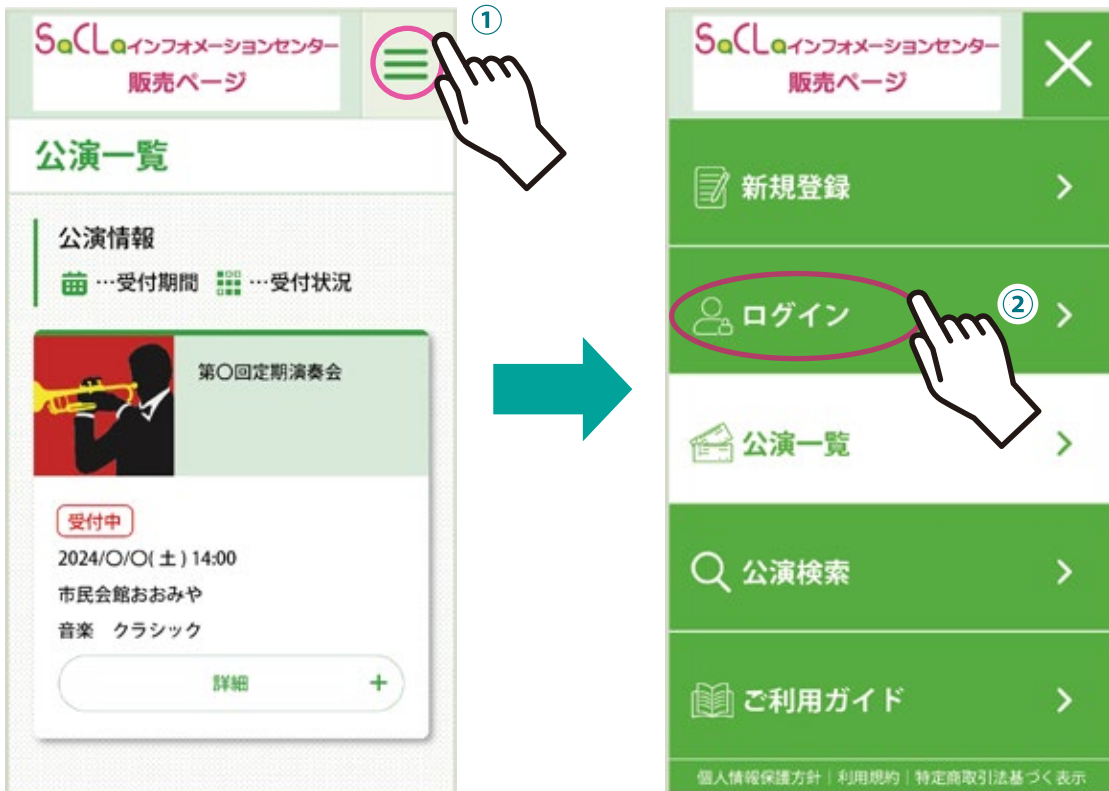 SaCLaインフォメーションセンター
販売ページ
①
公演一覧
公演情報
…受付期間 …受付状況
第〇回定期演奏会
受付中
2024/〇/〇(土) 14:00
市民会館おおみや
音楽 クラシック
詳細 +
SaCLaインフォメーションセンター
販売ページ
新規登録
ログイン
②
公演一覧
公演検索
ご利用ガイド
個人情報保護方針｜利用規約｜特定商取引法基づく表示